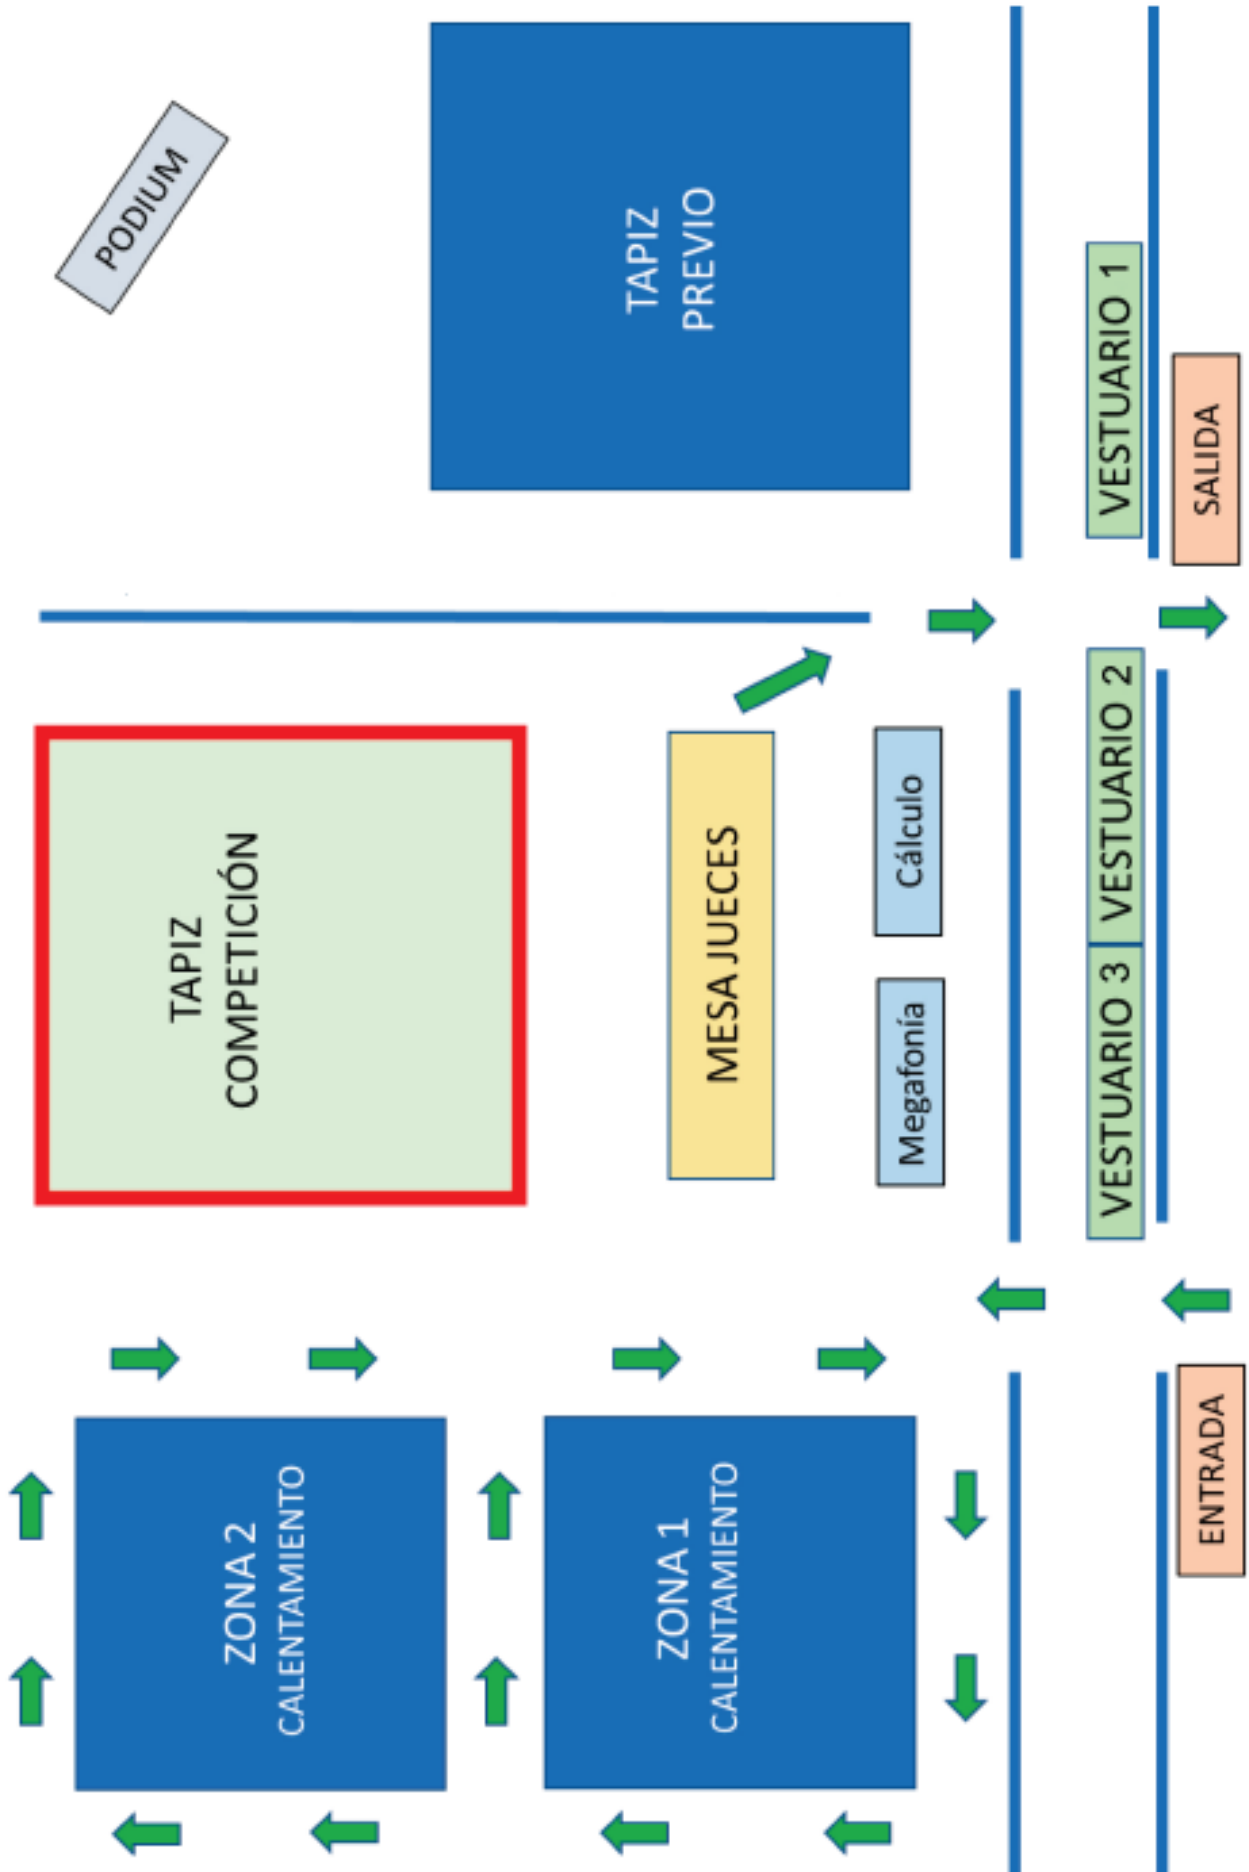 PODIUM
TAPIZ
PREVIO
VESTUARIO 1
SALIDA
TAPIZ
COMPETICIÓN
MESA JUECES
Cálculo
Megafonía
VESTUARIO 2
VESTUARIO 3
ZONA 2
CALENTAMIENTO
ZONA 1
CALENTAMIENTO
ENTRADA